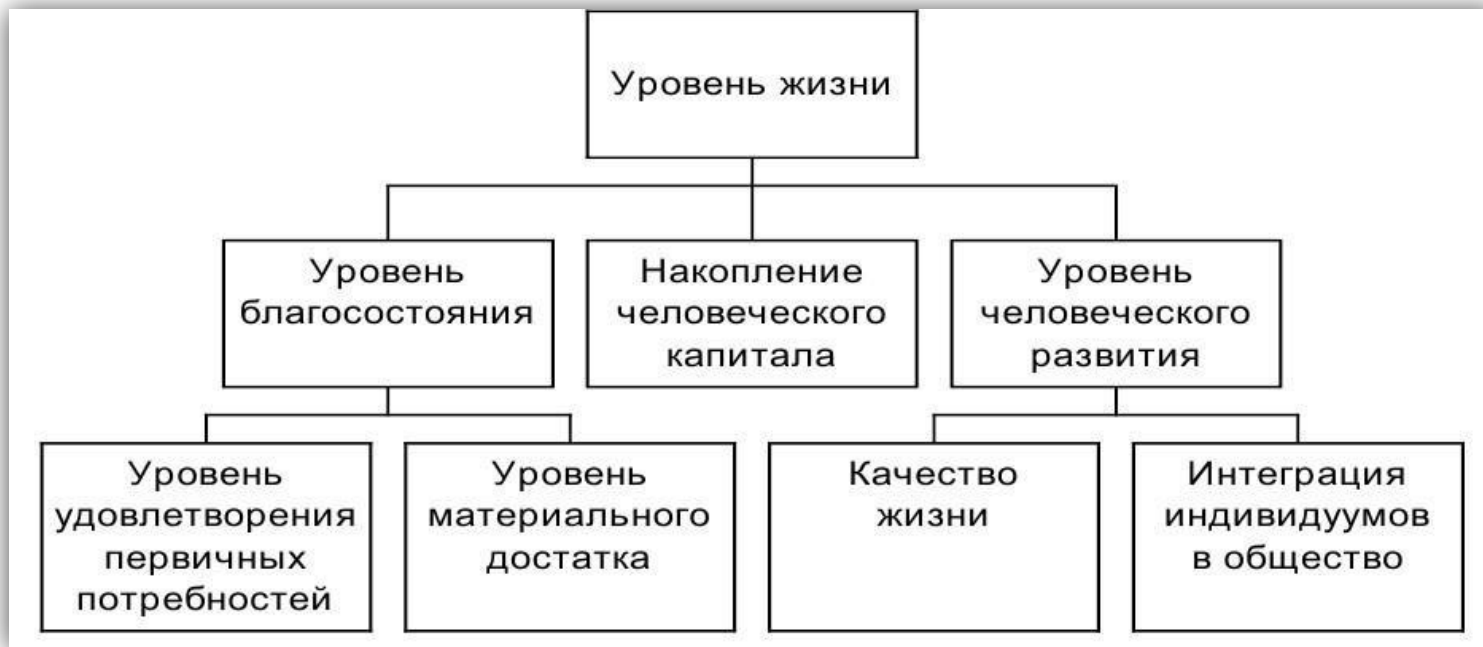 Уровень жизни
Уровень
благосостояния
Накопление
человеческого
капитала
Уровень
человеческого
развития
Уровень
удовлетворения
первичных
потребностей
Уровень
материального
достатка
Качество
жизни
Интеграция
индивидуумов
в общество